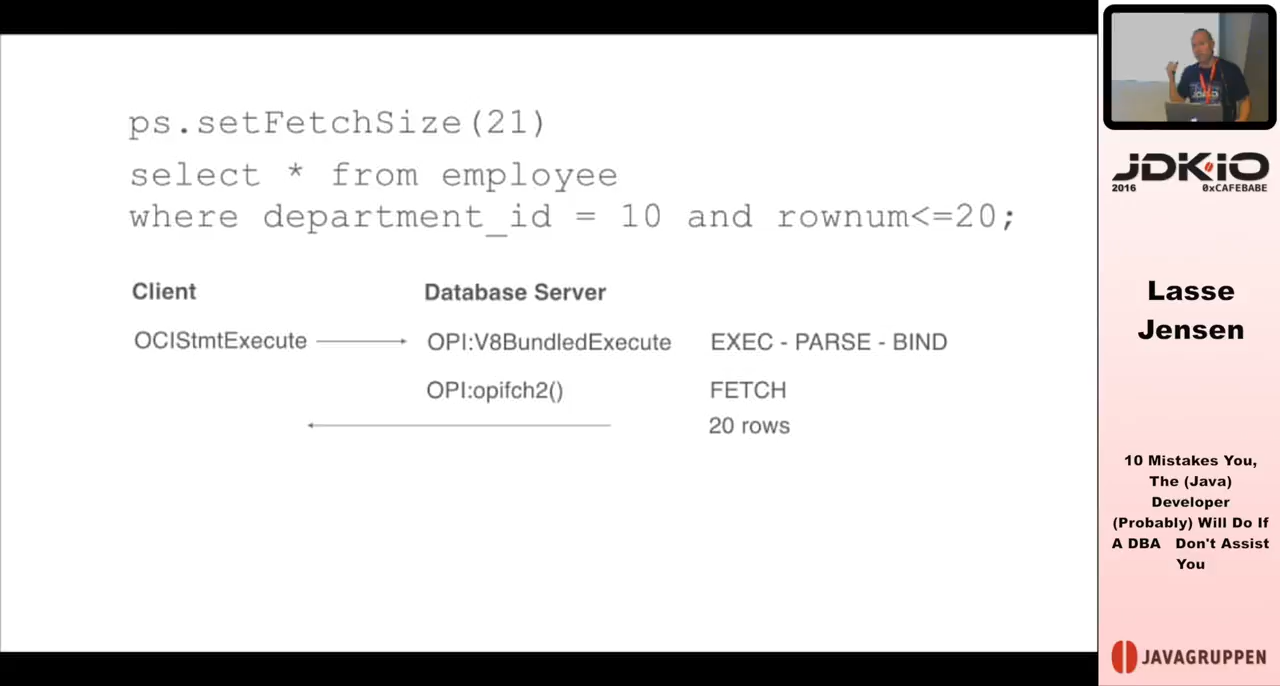 ps.setFetchSize(21)
select * from employee
where department_id = 10 and rownum<=20;
Client
Database Server
OCIStmtExecute
OPI:V8BundledExecute
EXEC - PARSE - BIND
OPI:opifch2()
FETCH
20 rows
JDK.IO
2016
0xCAFEBABE
Lasse
Jensen
10 Mistakes You,
The (Java)
Developer
(Probably) Will Do If
A DBA Don't Assist
You
JAVAGRUPPEN